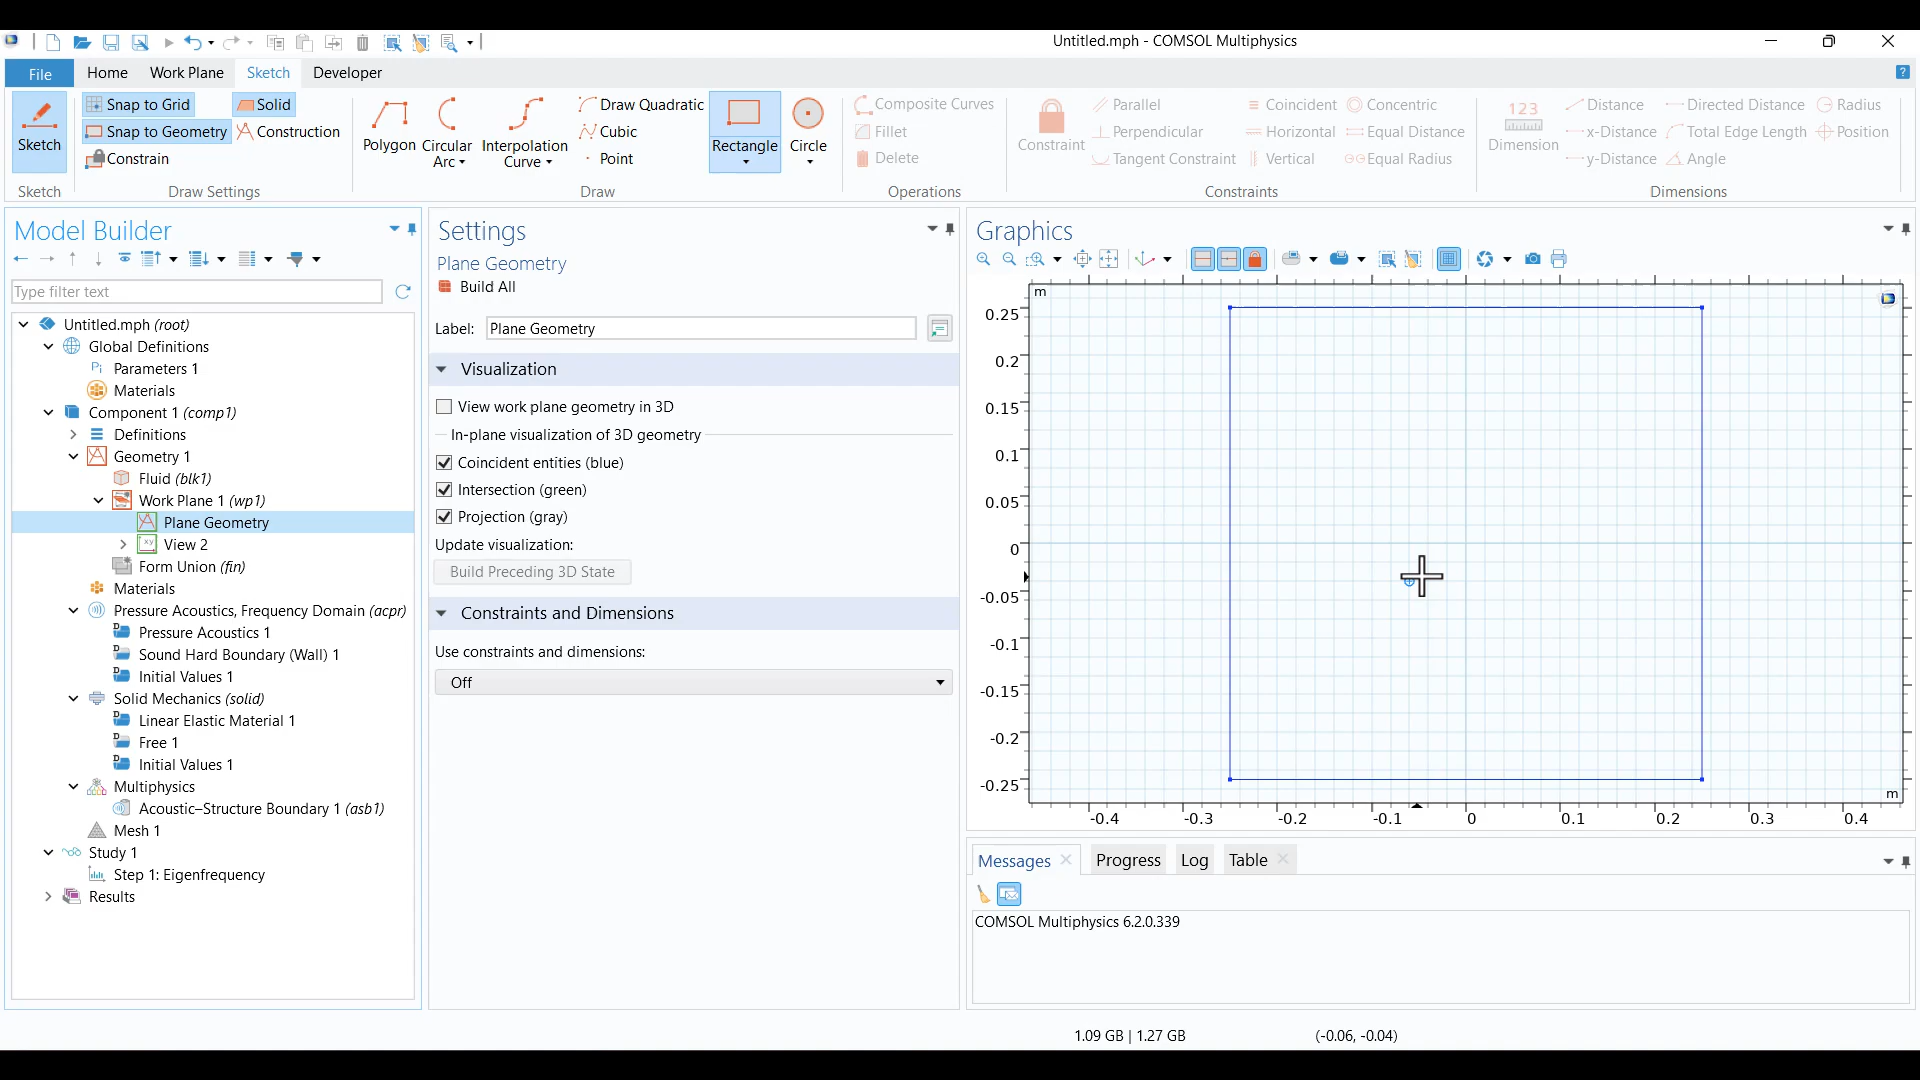 Untitled.mph - COMSOL Multiphysics
File Home Work Plane Sketch Developer ?
Sketch
Sketch
Snap to Grid
Snap to Geometry
Constrain
Solid
Construction
Draw Settings
Polygon
Circular Arc
Interpolation Curve
Draw Quadratic
Cubic
Point
Rectangle
Circle
Draw
Composite Curves
Fillet
Delete
Operations
Constraint
Parallel
Perpendicular
Tangent Constraint
Coincident
Horizontal
Vertical
Concentric
Equal Distance
Equal Radius
Constraints
123
Dimension
Distance
x-Distance
y-Distance
Directed Distance
Total Edge Length
Angle
Radius
Position
Dimensions
Model Builder
Type filter text
Untitled.mph (root)
Global Definitions
Pi Parameters 1
Materials
Component 1 (comp1)
Definitions
Geometry 1
Fluid (blk1)
Work Plane 1 (wp1)
Plane Geometry
xy View 2
Form Union (fin)
Materials
Pressure Acoustics, Frequency Domain (acpr)
D Pressure Acoustics 1
D Sound Hard Boundary (Wall) 1
D Initial Values 1
Solid Mechanics (solid)
D Linear Elastic Material 1
D Free 1
D Initial Values 1
Multiphysics
Acoustic–Structure Boundary 1 (asb1)
Mesh 1
Study 1
Step 1: Eigenfrequency
Results
Settings
Plane Geometry
Build All
Label: Plane Geometry
Visualization
View work plane geometry in 3D
In-plane visualization of 3D geometry
Coincident entities (blue)
Intersection (green)
Projection (gray)
Update visualization:
Build Preceding 3D State
Constraints and Dimensions
Use constraints and dimensions:
Off
Graphics
m
0.25
0.2
0.15
0.1
0.05
0
-0.05
-0.1
-0.15
-0.2
-0.25
m
-0.4 -0.3 -0.2 -0.1 0 0.1 0.2 0.3 0.4
Messages Progress Log Table
COMSOL Multiphysics 6.2.0.339
1.09 GB | 1.27 GB (-0.06, -0.04)